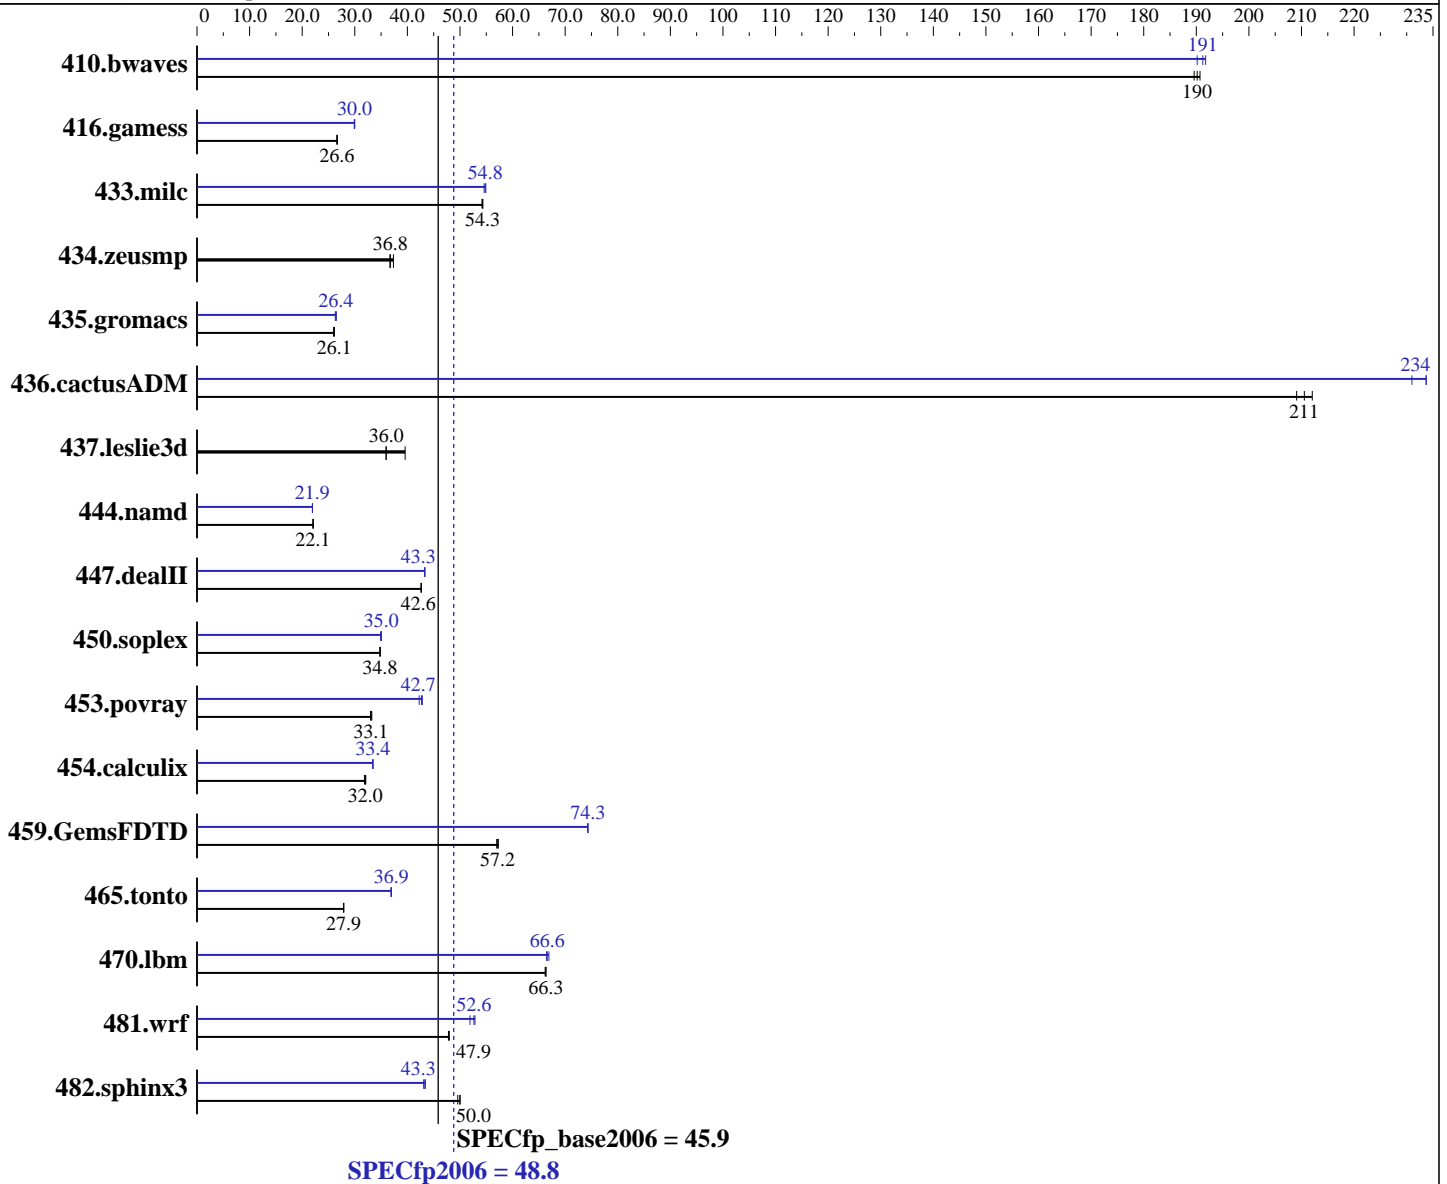 0 10.0 20.0 30.0 40.0 50.0 60.0 70.0 80.0 90.0 100 110 120 130 140 150 160 170 180 190 200 210 220 235
191
410.bwaves
190
30.0
416.gamess
26.6
54.8
433.milc
54.3
36.8
434.zeusmp
26.4
435.gromacs
26.1
234
436.cactusADM
211
36.0
437.leslie3d
21.9
444.namd
22.1
43.3
447.dealII
42.6
35.0
450.soplex
34.8
42.7
453.povray
33.1
33.4
454.calculix
32.0
74.3
459.GemsFDTD
57.2
36.9
465.tonto
27.9
66.6
470.lbm
66.3
52.6
481.wrf
47.9
43.3
482.sphinx3
50.0
SPECfp_base2006 = 45.9
SPECfp2006 = 48.8